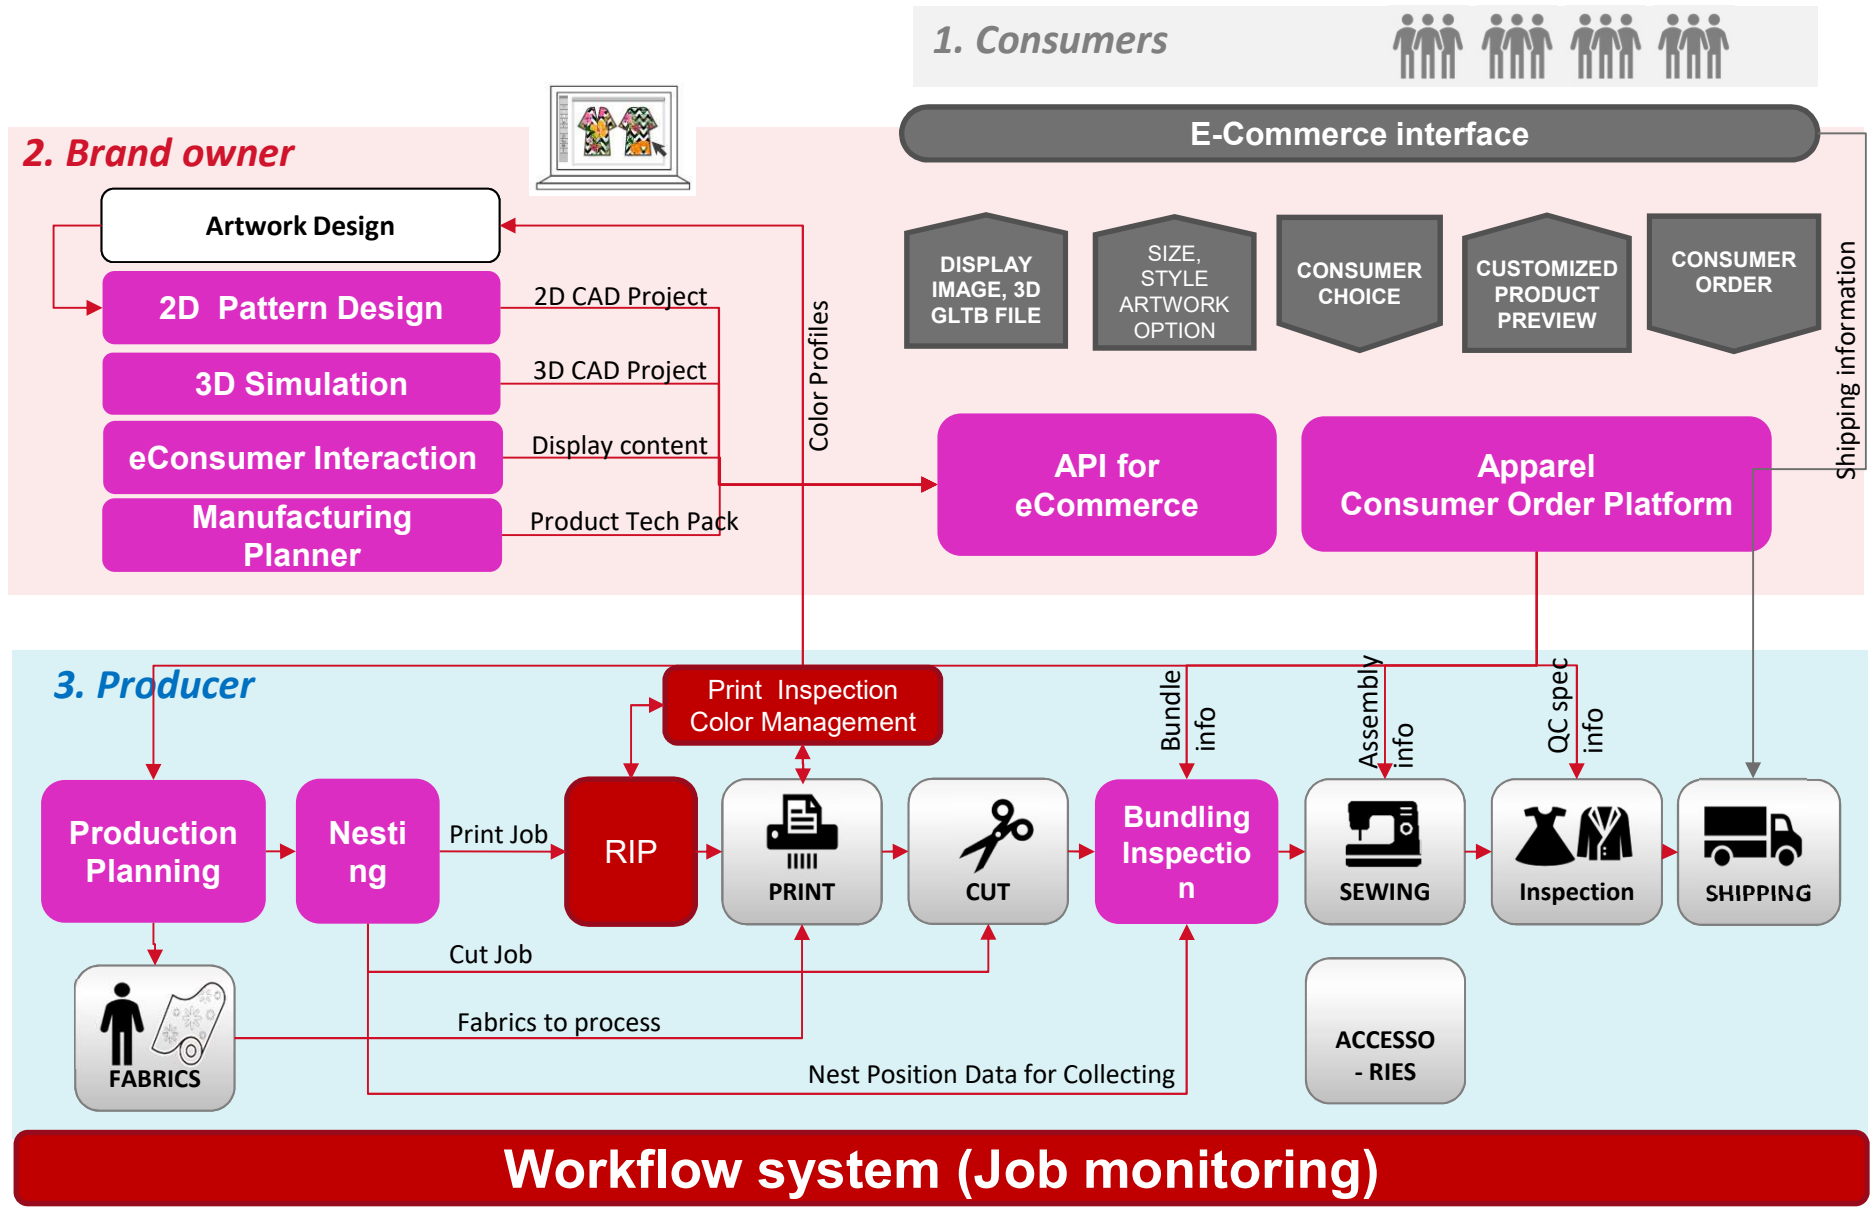 1. Consumers
E-Commerce interface
2. Brand owner
Artwork Design
2D Pattern Design
3D Simulation
eConsumer Interaction
Manufacturing
Planner
2D CAD Project
3D CAD Project
Display content
Product Tech Pack
Color Profiles
DISPLAY
IMAGE, 3D
GLTB FILE
SIZE,
STYLE
ARTWORK
OPTION
CONSUMER
CHOICE
CUSTOMIZED
PRODUCT
PREVIEW
CONSUMER
ORDER
Shipping information
API for
eCommerce
Apparel
Consumer Order Platform
3. Producer
Print Inspection
Color Management
Bundle
info
Assembly
info
QC spec
info
Production
Planning
Nesti
ng
Print Job
RIP
PRINT
CUT
Bundling
Inspectio
n
SEWING
Inspection
SHIPPING
Cut Job
FABRICS
Fabrics to process
Nest Position Data for Collecting
ACCESSO
- RIES
Workflow system (Job monitoring)